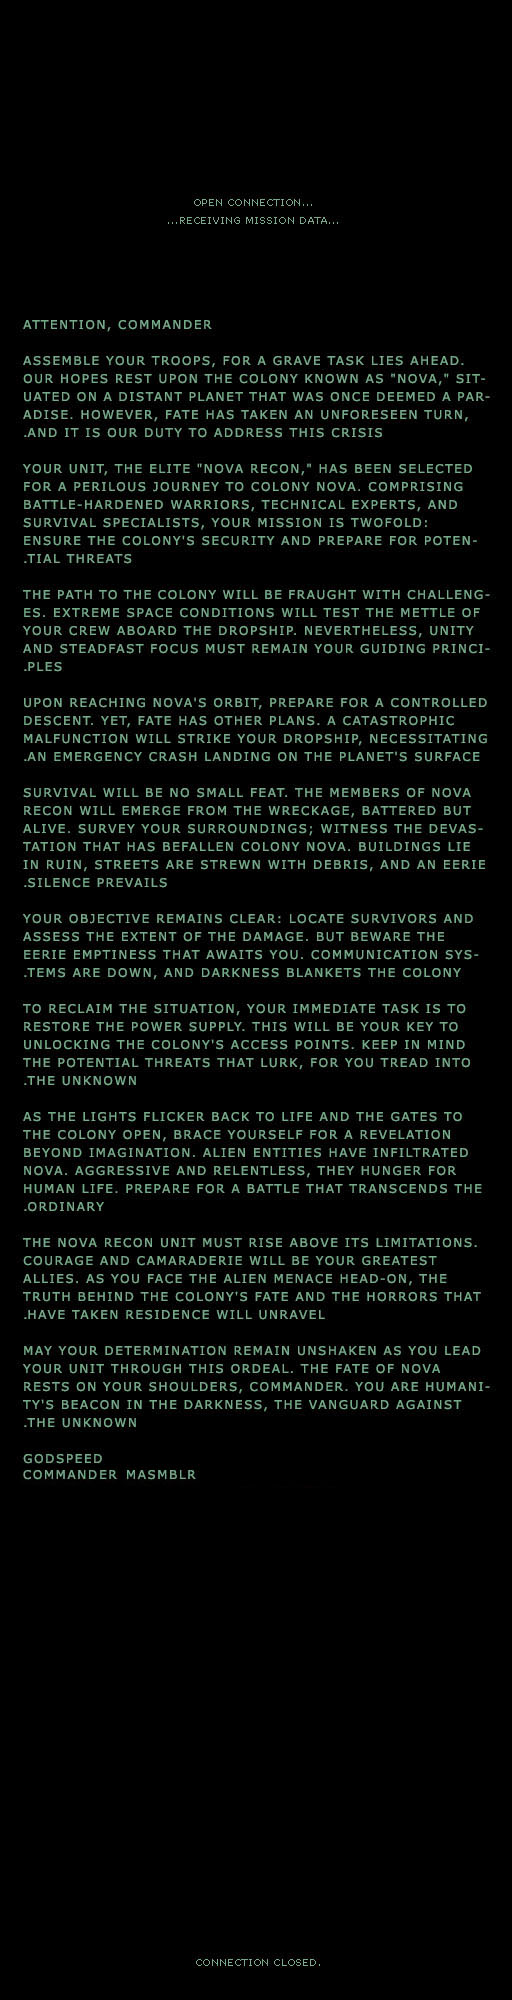 OPEN CONNECTION...
...RECEIVING MISSION DATA...
ATTENTION, COMMANDER
ASSEMBLE YOUR TROOPS, FOR A GRAVE TASK LIES AHEAD.
OUR HOPES REST UPON THE COLONY KNOWN AS "NOVA," SIT-
UATED ON A DISTANT PLANET THAT WAS ONCE DEEMED A PAR-
ADISE. HOWEVER, FATE HAS TAKEN AN UNFORESEEN TURN,
.AND IT IS OUR DUTY TO ADDRESS THIS CRISIS
YOUR UNIT, THE ELITE "NOVA RECON," HAS BEEN SELECTED
FOR A PERILOUS JOURNEY TO COLONY NOVA. COMPRISING
BATTLE-HARDENED WARRIORS, TECHNICAL EXPERTS, AND
SURVIVAL SPECIALISTS, YOUR MISSION IS TWOFOLD:
ENSURE THE COLONY'S SECURITY AND PREPARE FOR POTEN-
.TIAL THREATS
THE PATH TO THE COLONY WILL BE FRAUGHT WITH CHALLENG-
ES. EXTREME SPACE CONDITIONS WILL TEST THE METTLE OF
YOUR CREW ABOARD THE DROPSHIP. NEVERTHELESS, UNITY
AND STEADFAST FOCUS MUST REMAIN YOUR GUIDING PRINCI-
.PLES
UPON REACHING NOVA'S ORBIT, PREPARE FOR A CONTROLLED
DESCENT. YET, FATE HAS OTHER PLANS. A CATASTROPHIC
MALFUNCTION WILL STRIKE YOUR DROPSHIP, NECESSITATING
.AN EMERGENCY CRASH LANDING ON THE PLANET'S SURFACE
SURVIVAL WILL BE NO SMALL FEAT. THE MEMBERS OF NOVA
RECON WILL EMERGE FROM THE WRECKAGE, BATTERED BUT
ALIVE. SURVEY YOUR SURROUNDINGS; WITNESS THE DEVAS-
TATION THAT HAS BEFALLEN COLONY NOVA. BUILDINGS LIE
IN RUIN, STREETS ARE STREWN WITH DEBRIS, AND AN EERIE
.SILENCE PREVAILS
YOUR OBJECTIVE REMAINS CLEAR: LOCATE SURVIVORS AND
ASSESS THE EXTENT OF THE DAMAGE. BUT BEWARE THE
EERIE EMPTINESS THAT AWAITS YOU. COMMUNICATION SYS-
.TEMS ARE DOWN, AND DARKNESS BLANKETS THE COLONY
TO RECLAIM THE SITUATION, YOUR IMMEDIATE TASK IS TO
RESTORE THE POWER SUPPLY. THIS WILL BE YOUR KEY TO
UNLOCKING THE COLONY'S ACCESS POINTS. KEEP IN MIND
THE POTENTIAL THREATS THAT LURK, FOR YOU TREAD INTO
.THE UNKNOWN
AS THE LIGHTS FLICKER BACK TO LIFE AND THE GATES TO
THE COLONY OPEN, BRACE YOURSELF FOR A REVELATION
BEYOND IMAGINATION. ALIEN ENTITIES HAVE INFILTRATED
NOVA. AGGRESSIVE AND RELENTLESS, THEY HUNGER FOR
HUMAN LIFE. PREPARE FOR A BATTLE THAT TRANSCENDS THE
.ORDINARY
THE NOVA RECON UNIT MUST RISE ABOVE ITS LIMITATIONS.
COURAGE AND CAMARADERIE WILL BE YOUR GREATEST
ALLIES. AS YOU FACE THE ALIEN MENACE HEAD-ON, THE
TRUTH BEHIND THE COLONY'S FATE AND THE HORRORS THAT
.HAVE TAKEN RESIDENCE WILL UNRAVEL
MAY YOUR DETERMINATION REMAIN UNSHAKEN AS YOU LEAD
YOUR UNIT THROUGH THIS ORDEAL. THE FATE OF NOVA
RESTS ON YOUR SHOULDERS, COMMANDER. YOU ARE HUMANI-
TY'S BEACON IN THE DARKNESS, THE VANGUARD AGAINST
.THE UNKNOWN
GODSPEED
COMMANDER MASMBLR
CONNECTION CLOSED.